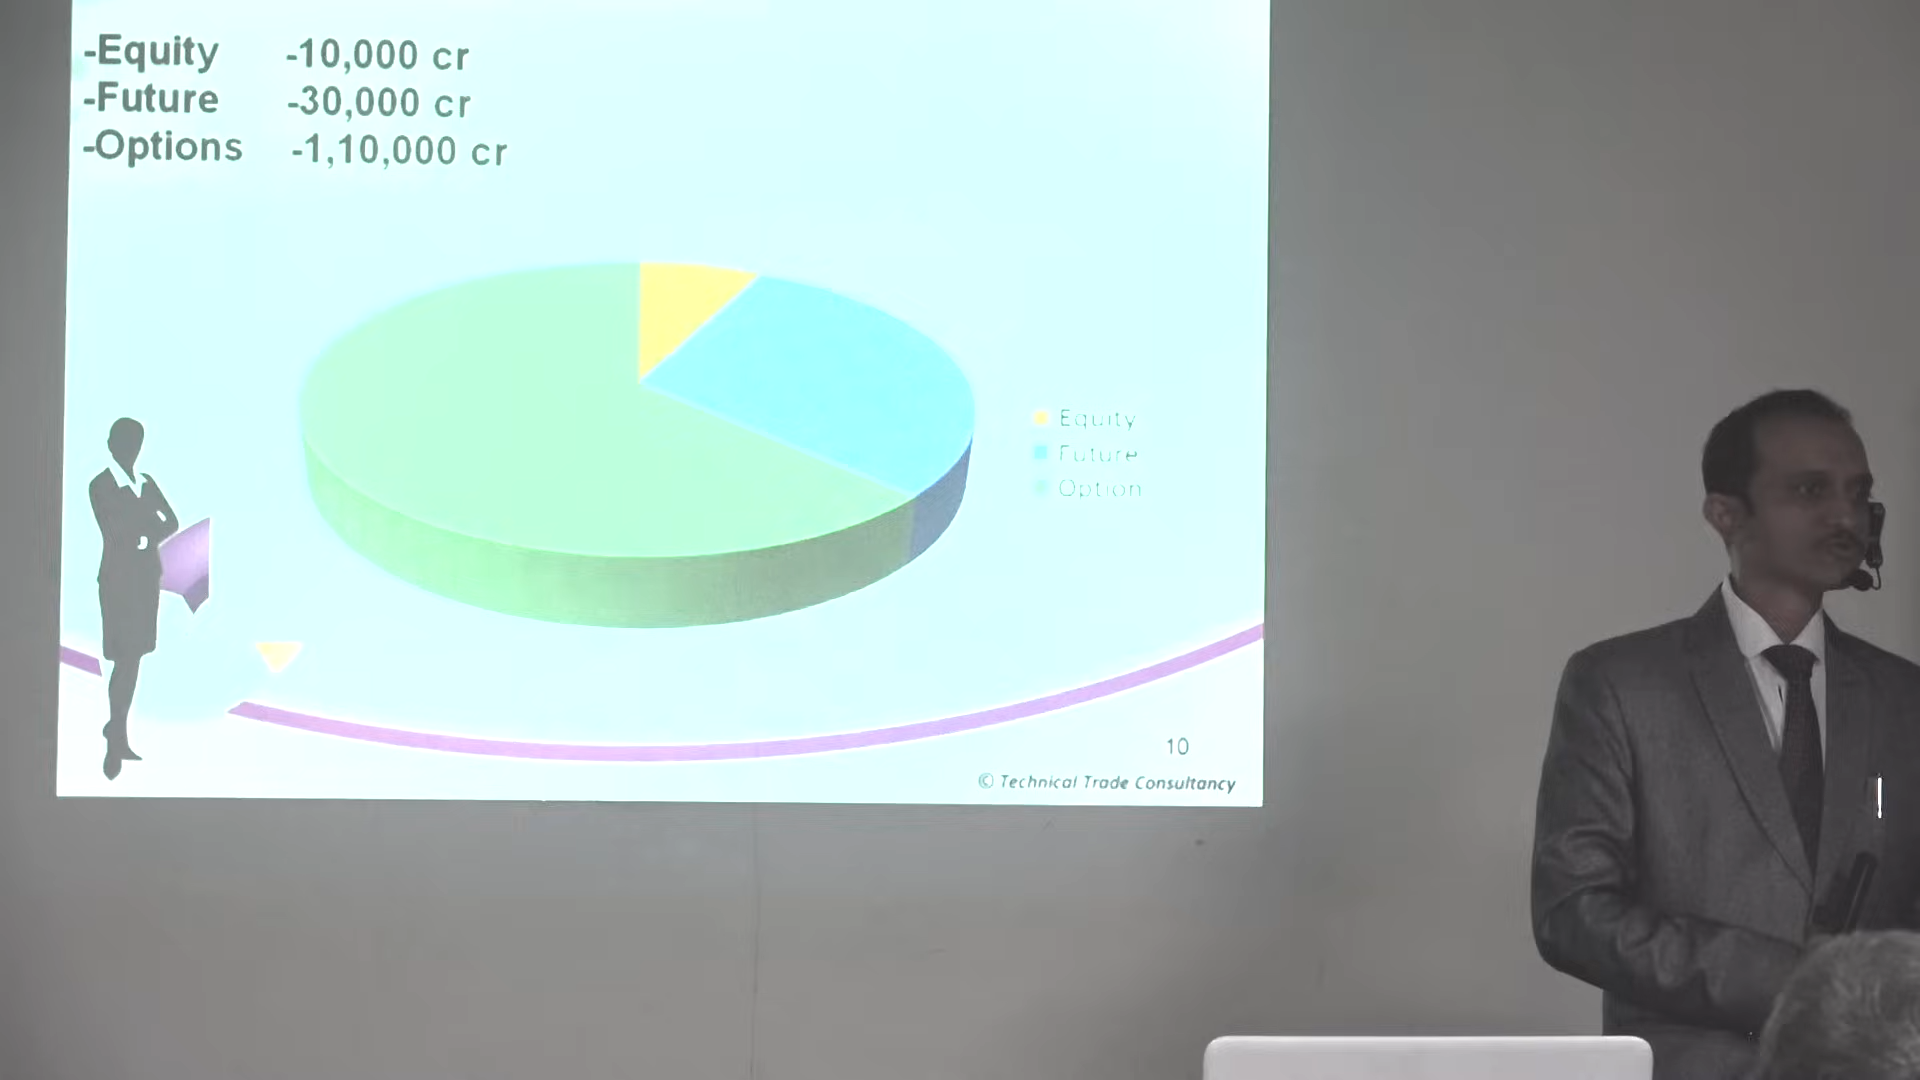 -Equity -10,000 cr
-Future -30,000 cr
-Options -1,10,000 cr
Equity
Future
Option
10
© Technical Trade Consultancy